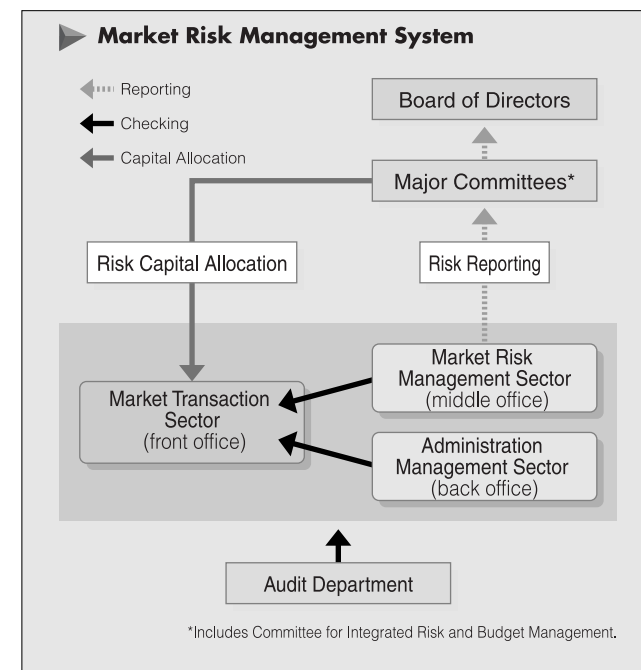 Market Risk Management System
Reporting
Checking
Capital Allocation
Board of Directors
Major Committees*
Risk Capital Allocation
Risk Reporting
Market Transaction
Sector
(front office)
Market Risk
Management Sector
(middle office)
Administration
Management Sector
(back office)
Audit Department
*Includes Committee for Integrated Risk and Budget Management.